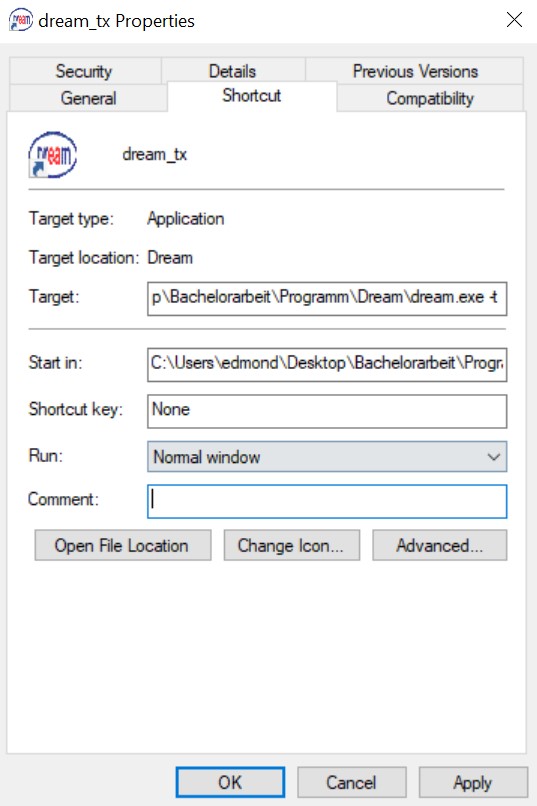 dream_tx Properties
Security Details Previous Versions
General Shortcut Compatibility
Dream dream_tx
Target type: Application
Target location: Dream
Target: p\Bachelorarbeit\Programm\Dream\dream.exe -t
Start in: C:\Users\edmond\Desktop\Bachelorarbeit\Progr
Shortcut key: None
Run: Normal window
Comment:
Open File Location Change Icon... Advanced...
OK Cancel Apply